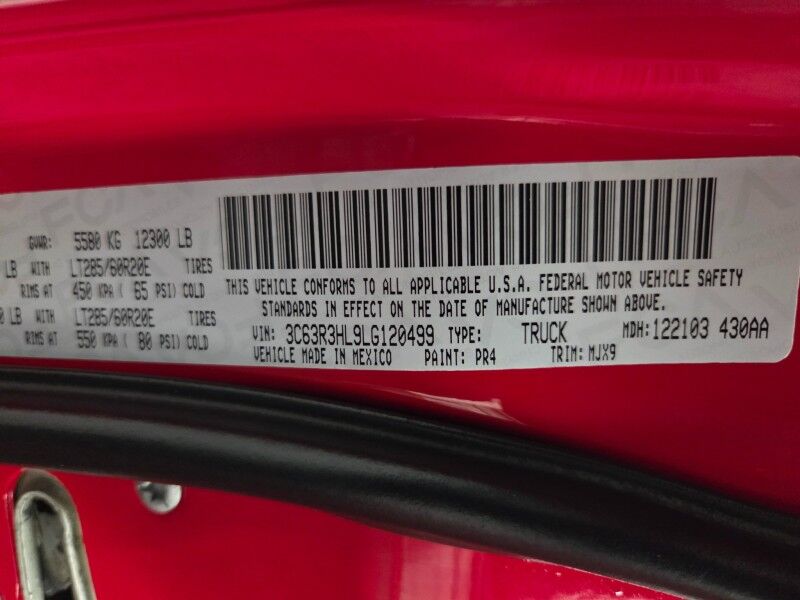 GVWR: 5580 KG 12300 LB
LB WITH LT285/60R20E TIRES
RIMS AT 450 KPA ( 65 PSI) COLD
0 LB WITH LT285/60R20E TIRES
RIMS AT 550 KPA ( 80 PSI) COLD
THIS VEHICLE CONFORMS TO ALL APPLICABLE U.S.A. FEDERAL MOTOR VEHICLE SAFETY
STANDARDS IN EFFECT ON THE DATE OF MANUFACTURE SHOWN ABOVE.
VIN: 3C63R3HL9LG120499 TYPE: TRUCK MDH: 122103 430AA
VEHICLE MADE IN MEXICO PAINT: PR4 TRIM: MJX9